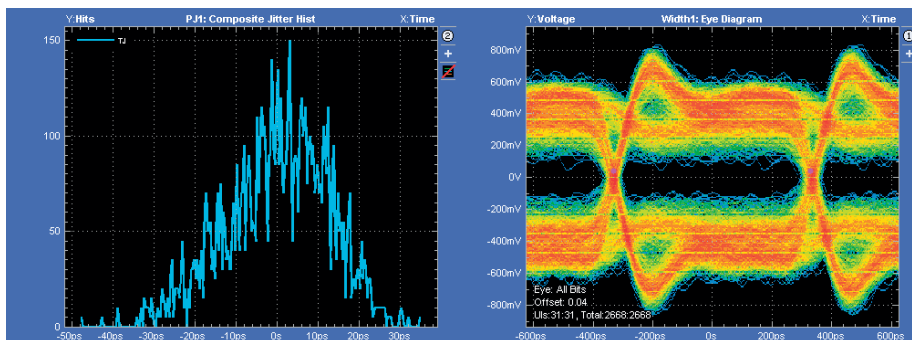 Y:Hits PJ1: Composite Jitter Hist X:Time
2
+
TJ
150
100
50
0
-50ps -40ps -30ps -20ps -10ps 0s 10ps 20ps 30ps
Y:Voltage Width1: Eye Diagram X:Time
1
+
800mV
600mV
400mV
200mV
0V
-200mV
-400mV
-600mV
-800mV
Eye: All Bits
Offset: 0.04
UIs:31:31, Total:2668:2668
-600ps -400ps -200ps 0s 200ps 400ps 600ps